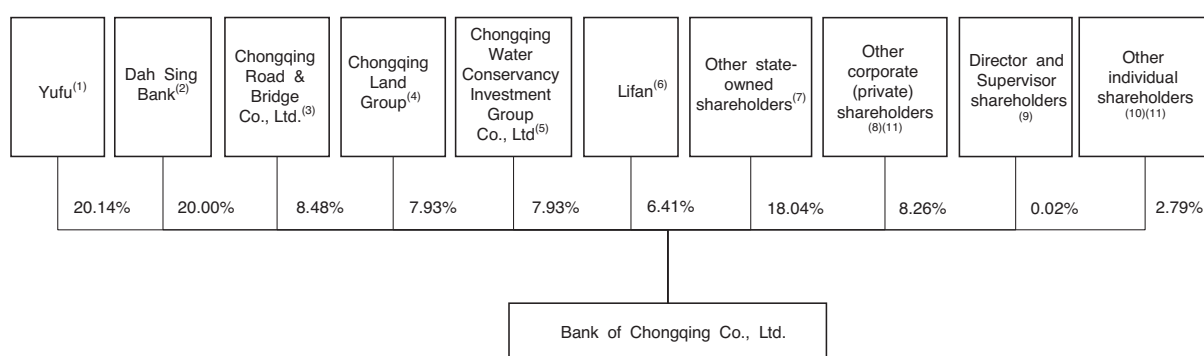 Yufu(1)
Dah Sing
Bank(2)
Chongqing
Road &
Bridge
Co., Ltd.(3)
Chongqing
Land
Group(4)
Chongqing
Water
Conservancy
Investment
Group
Co., Ltd(5)
Lifan(6)
Other state-
owned
shareholders(7)
Other
corporate
(private)
shareholders
(8)(11)
Director and
Supervisor
shareholders
(9)
Other
individual
shareholders
(10)(11)
20.14%
20.00%
8.48%
7.93%
7.93%
6.41%
18.04%
8.26%
0.02%
2.79%
Bank of Chongqing Co., Ltd.